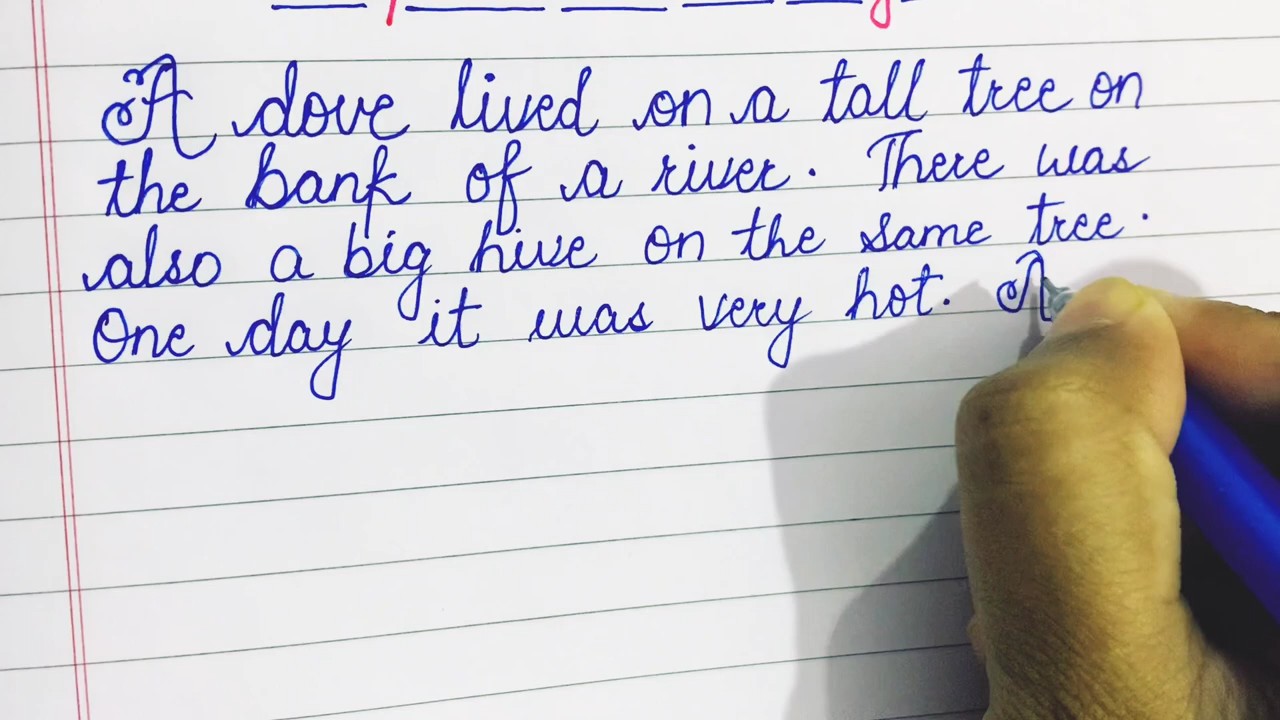 A dove lived on a tall tree on
the bank of a river. There was
also a big hive on the same tree.
One day it was very hot. A